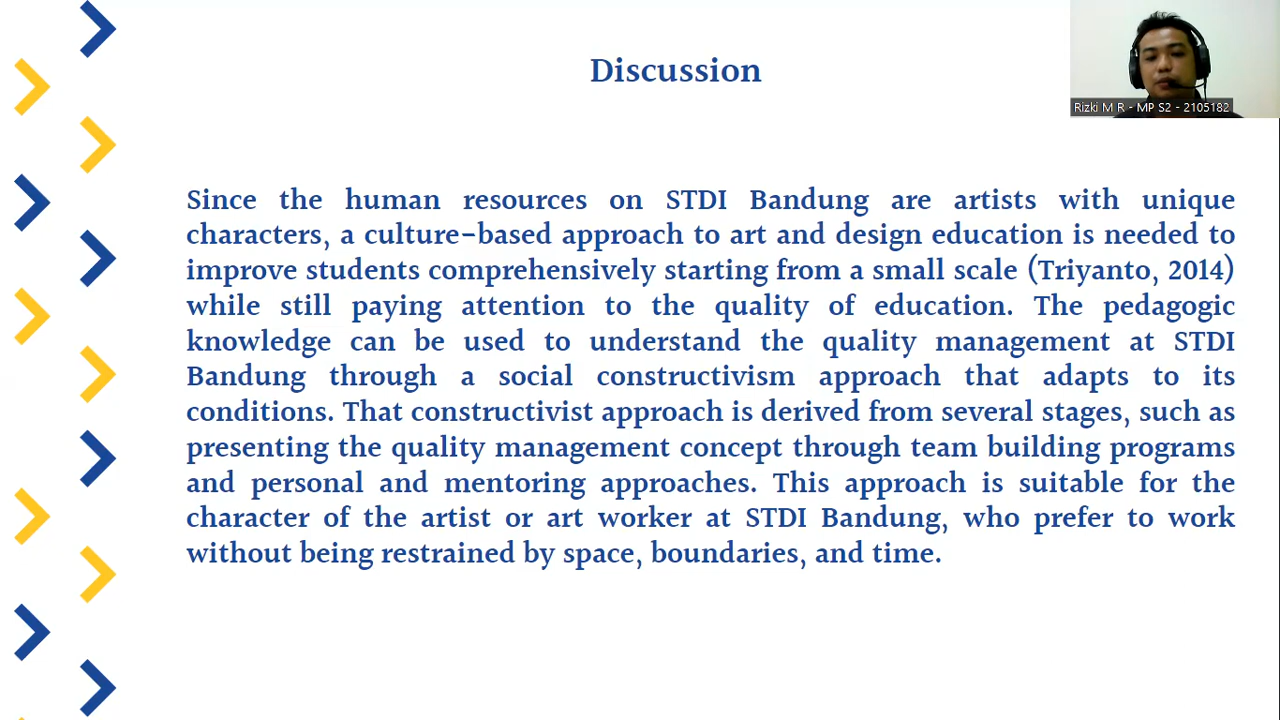 Discussion
Rizki M R - MP S2 - 2105182
Since the human resources on STDI Bandung are artists with unique
characters, a culture-based approach to art and design education is needed to
improve students comprehensively starting from a small scale (Triyanto, 2014)
while still paying attention to the quality of education. The pedagogic
knowledge can be used to understand the quality management at STDI
Bandung through a social constructivism approach that adapts to its
conditions. That constructivist approach is derived from several stages, such as
presenting the quality management concept through team building programs
and personal and mentoring approaches. This approach is suitable for the
character of the artist or art worker at STDI Bandung, who prefer to work
without being restrained by space, boundaries, and time.